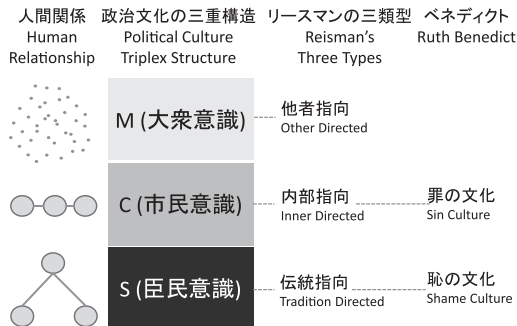 人間関係
Human
Relationship
政治文化の三重構造
Political Culture
Triplex Structure
リースマンの三類型
Reisman's
Three Types
ベネディクト
Ruth Benedict
M (大衆意識)
他者指向
Other Directed
C (市民意識)
内部指向
Inner Directed
罪の文化
Sin Culture
S (臣民意識)
伝統指向
Tradition Directed
恥の文化
Shame Culture